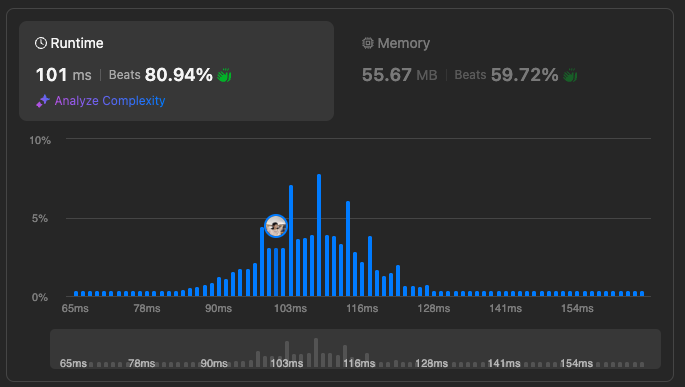 Runtime
Memory
101 ms | Beats 80.94%
55.67 MB | Beats 59.72%
Analyze Complexity
10%
5%
0%
65ms 78ms 90ms 103ms 116ms 128ms 141ms 154ms
65ms 78ms 90ms 103ms 116ms 128ms 141ms 154ms